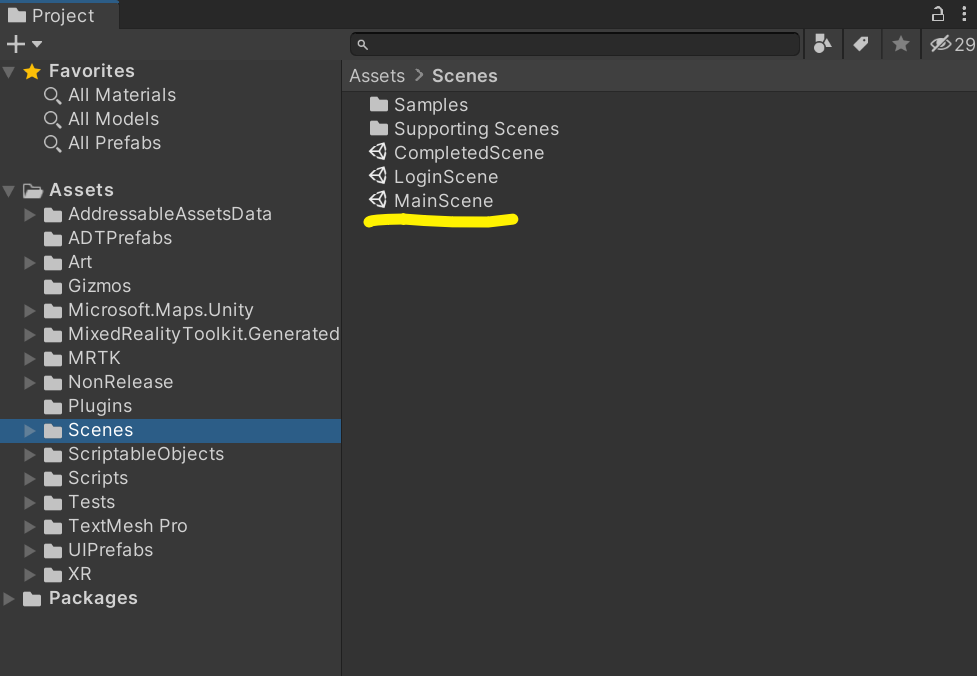 Project
29
Favorites
All Materials
All Models
All Prefabs
Assets
AddressableAssetsData
ADTPrefabs
Art
Gizmos
Microsoft.Maps.Unity
MixedRealityToolkit.Generated
MRTK
NonRelease
Plugins
Scenes
ScriptableObjects
Scripts
Tests
TextMesh Pro
UIPrefabs
XR
Packages
Assets > Scenes
Samples
Supporting Scenes
CompletedScene
LoginScene
MainScene